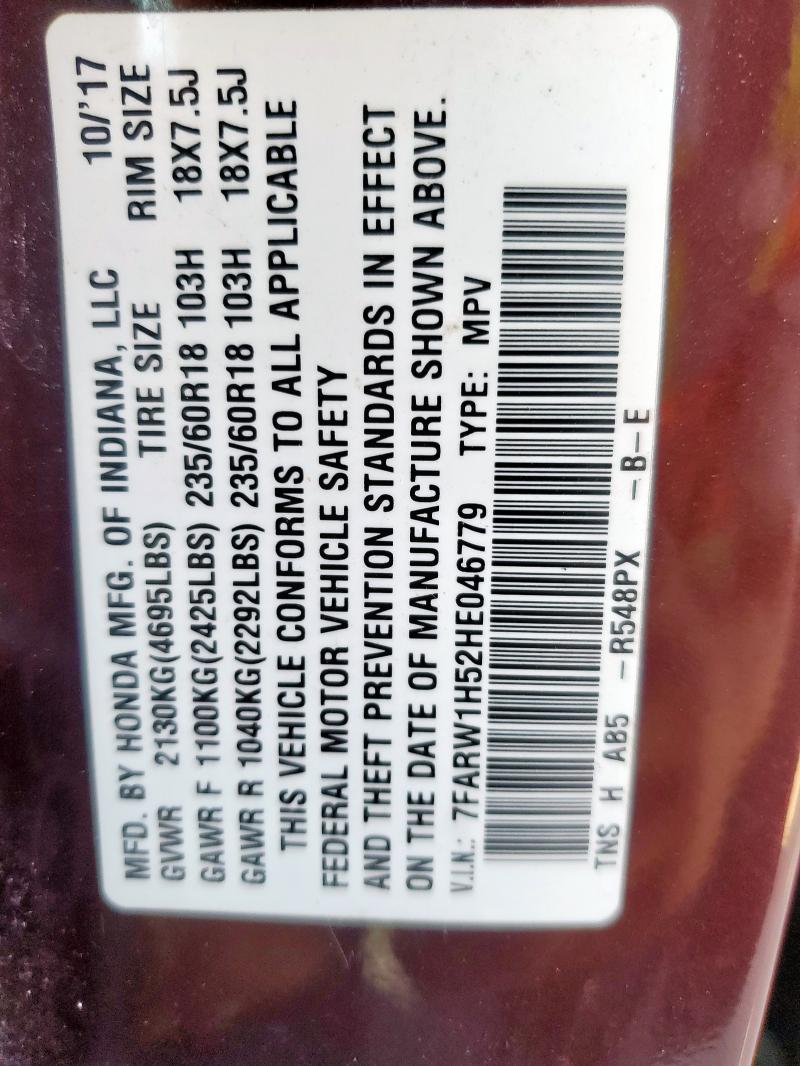 MFD. BY HONDA MFG. OF INDIANA, LLC 10/'17
GVWR 2130KG(4695LBS) TIRE SIZE RIM SIZE
GAWR F 1100KG(2425LBS) 235/60R18 103H 18X7.5J
GAWR R 1040KG(2292LBS) 235/60R18 103H 18X7.5J
THIS VEHICLE CONFORMS TO ALL APPLICABLE
FEDERAL MOTOR VEHICLE SAFETY
AND THEFT PREVENTION STANDARDS IN EFFECT
ON THE DATE OF MANUFACTURE SHOWN ABOVE.
V.I.N.: 7FARW1H52HE046779 TYPE: MPV
TNS H AB5 -R548PX -B-E